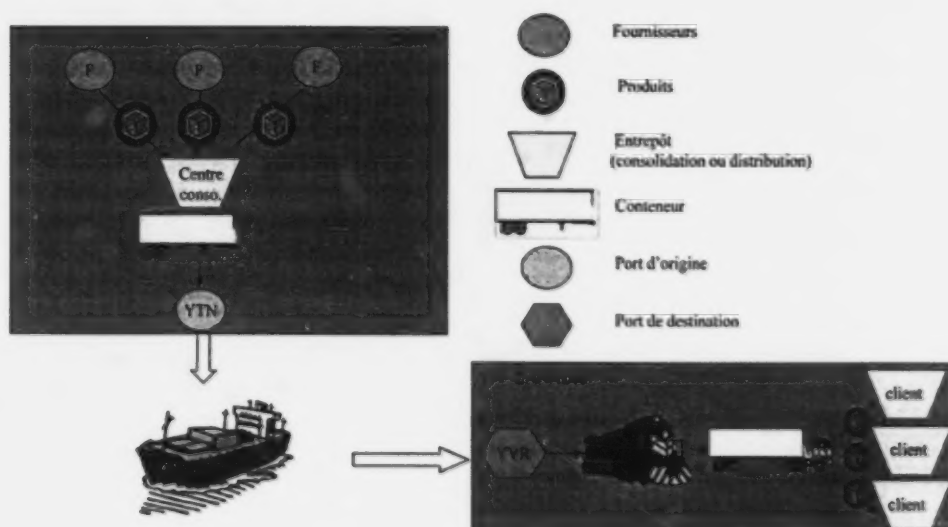 F
F
F
Centre
conso.
YTN
Fournisseurs
Produits
Entrepôt
(consolidation ou distribution)
Conteneur
Port d'origine
Port de destination
YVR
client
client
client